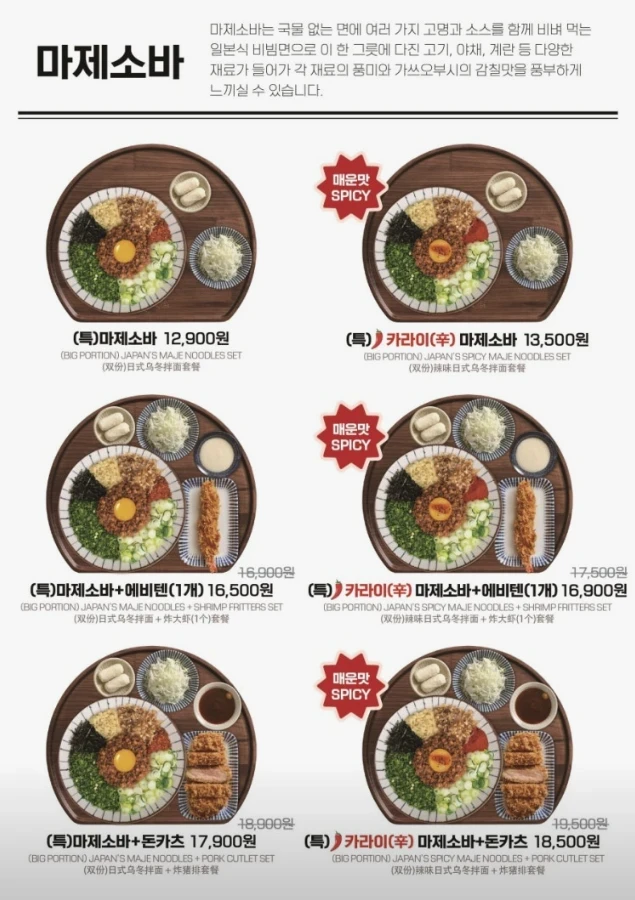 마제소바
마제소바는 국물 없는 면에 여러 가지 고명과 소스를 함께 비벼 먹는
일본식 비빔면으로 이 한 그릇에 다진 고기, 야채, 계란 등 다양한
재료가 들어가 각 재료의 풍미와 가쓰오부시의 감칠맛을 풍부하게
느끼실 수 있습니다.
(특)마제소바 12,900원
(BIG PORTION) JAPAN'S MAJE NOODLES SET
(双份)日式乌冬拌面套餐
매운맛
SPICY
(특) 카라이(辛) 마제소바 13,500원
(BIG PORTION) JAPAN'S SPICY MAJE NOODLES SET
(双份)辣味日式乌冬拌面套餐
16,900원
(특)마제소바+에비텐(1개) 16,500원
(BIG PORTION) JAPAN'S MAJE NOODLES + SHRIMP FRITTERS SET
(双份)日式乌冬拌面 + 炸大虾(1个)套餐
매운맛
SPICY
17,500원
(특) 카라이(辛) 마제소바+에비텐(1개) 16,900원
(BIG PORTION) JAPAN'S SPICY MAJE NOODLES + SHRIMP FRITTERS SET
(双份)辣味日式乌冬拌面 + 炸大虾(1个)套餐
18,900원
(특)마제소바+돈카츠 17,900원
(BIG PORTION) JAPAN'S MAJE NOODLES + PORK CUTLET SET
(双份)日式乌冬拌面 + 炸猪排套餐
매운맛
SPICY
19,500원
(특) 카라이(辛) 마제소바+돈카츠 18,500원
(BIG PORTION) JAPAN'S SPICY MAJE NOODLES + PORK CUTLET SET
(双份)辣味日式乌冬拌面 + 炸猪排套餐